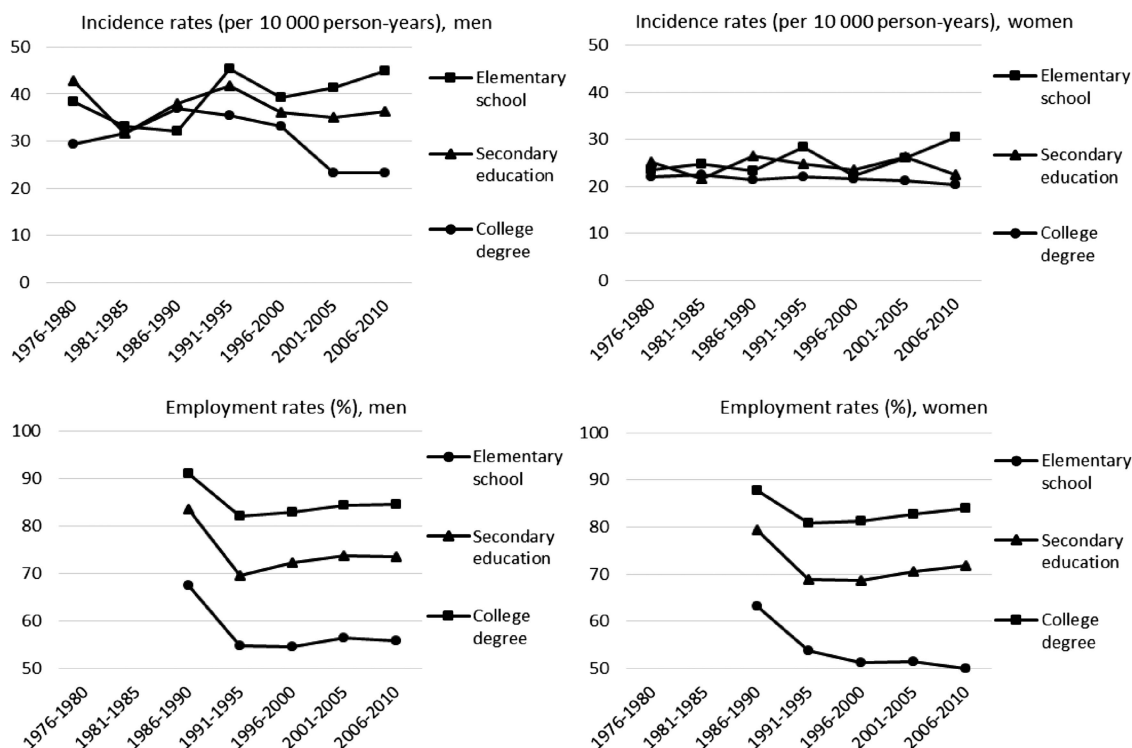 Incidence rates (per 10 000 person-years), men
50
40
30
20
10
0
1976-1980
1981-1985
1986-1990
1991-1995
1996-2000
2001-2005
2006-2010
Elementary
school
Secondary
education
College
degree
Incidence rates (per 10 000 person-years), women
50
40
30
20
10
0
1976-1980
1981-1985
1986-1990
1991-1995
1996-2000
2001-2005
2006-2010
Elementary
school
Secondary
education
College
degree
Employment rates (%), men
100
90
80
70
60
50
1976-1980
1981-1985
1986-1990
1991-1995
1996-2000
2001-2005
2006-2010
Elementary
school
Secondary
education
College
degree
Employment rates (%), women
100
90
80
70
60
50
1976-1980
1981-1985
1986-1990
1991-1995
1996-2000
2001-2005
2006-2010
Elementary
school
Secondary
education
College
degree